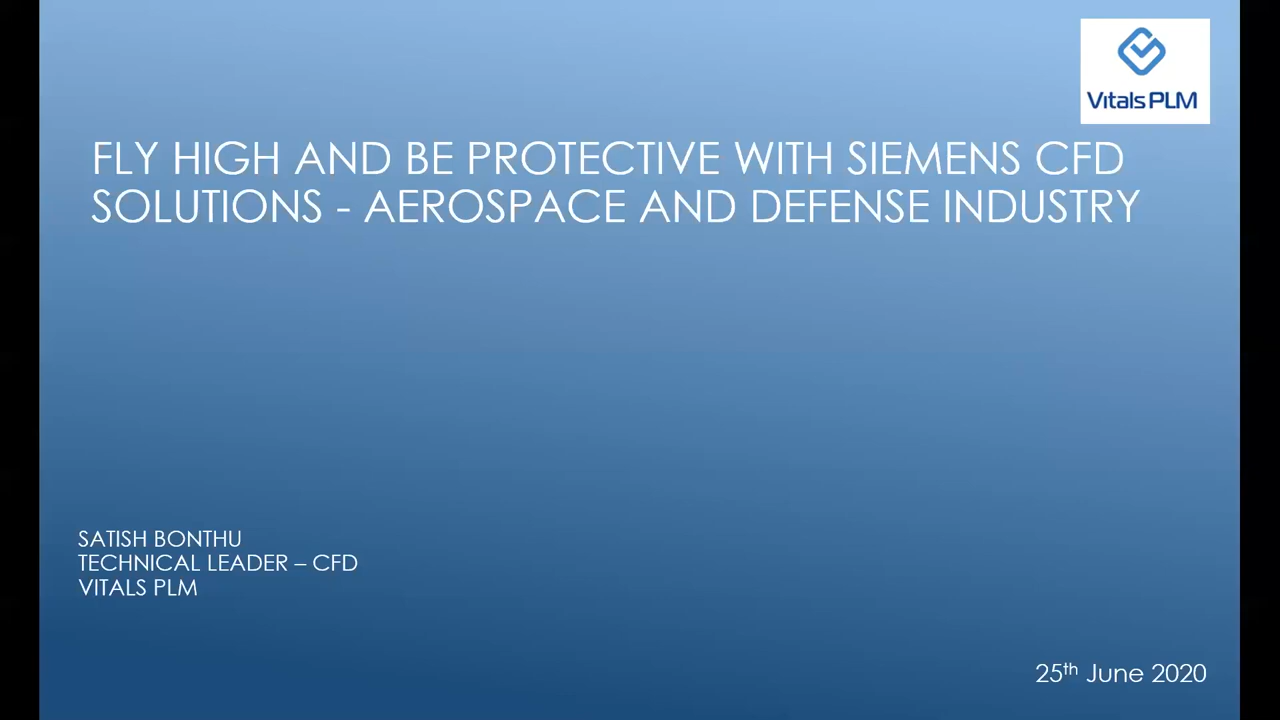 Vitals PLM
FLY HIGH AND BE PROTECTIVE WITH SIEMENS CFD
SOLUTIONS - AEROSPACE AND DEFENSE INDUSTRY
SATISH BONTHU
TECHNICAL LEADER – CFD
VITALS PLM
25th June 2020